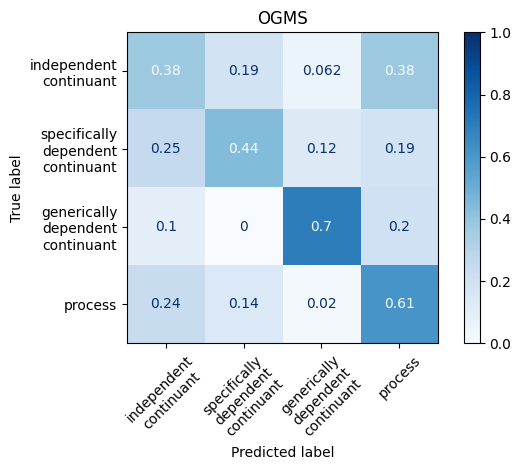 OGMS
True label
independent
continuant
specifically
dependent
continuant
generically
dependent
continuant
process
0.38 0.19 0.062 0.38
0.25 0.44 0.12 0.19
0.1 0 0.7 0.2
0.24 0.14 0.02 0.61
independent
continuant
specifically
dependent
continuant
generically
dependent
continuant
process
Predicted label
1.0
0.8
0.6
0.4
0.2
0.0